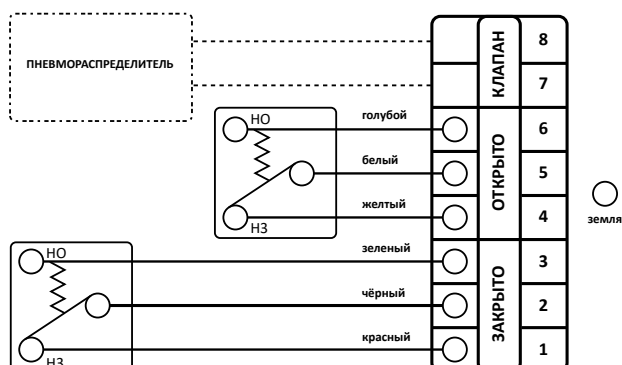 ПНЕВМОРАСПРЕДЕЛИТЕЛЬ
КЛАПАН
8
7
НО
голубой
6
белый
5
ОТКРЫТО
желтый
4
НЗ
земля
НО
зеленый
3
чёрный
2
ЗАКРЫТО
красный
1
НЗ